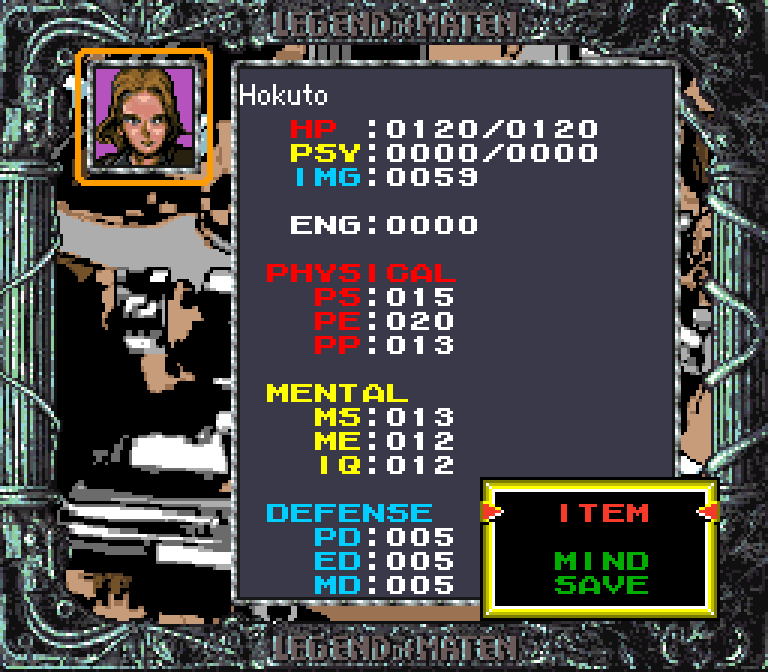 LEGEND OF MATEN
Hokuto
HP :0120/0120
PSY:0000/0000
IMG:0059
ENG:0000
PHYSICAL
PS:015
PE:020
PP:013
MENTAL
MS:013
ME:012
IQ:012
DEFENSE
PD:005
ED:005
MD:005
ITEM
MIND
SAVE
LEGEND OF MATEN